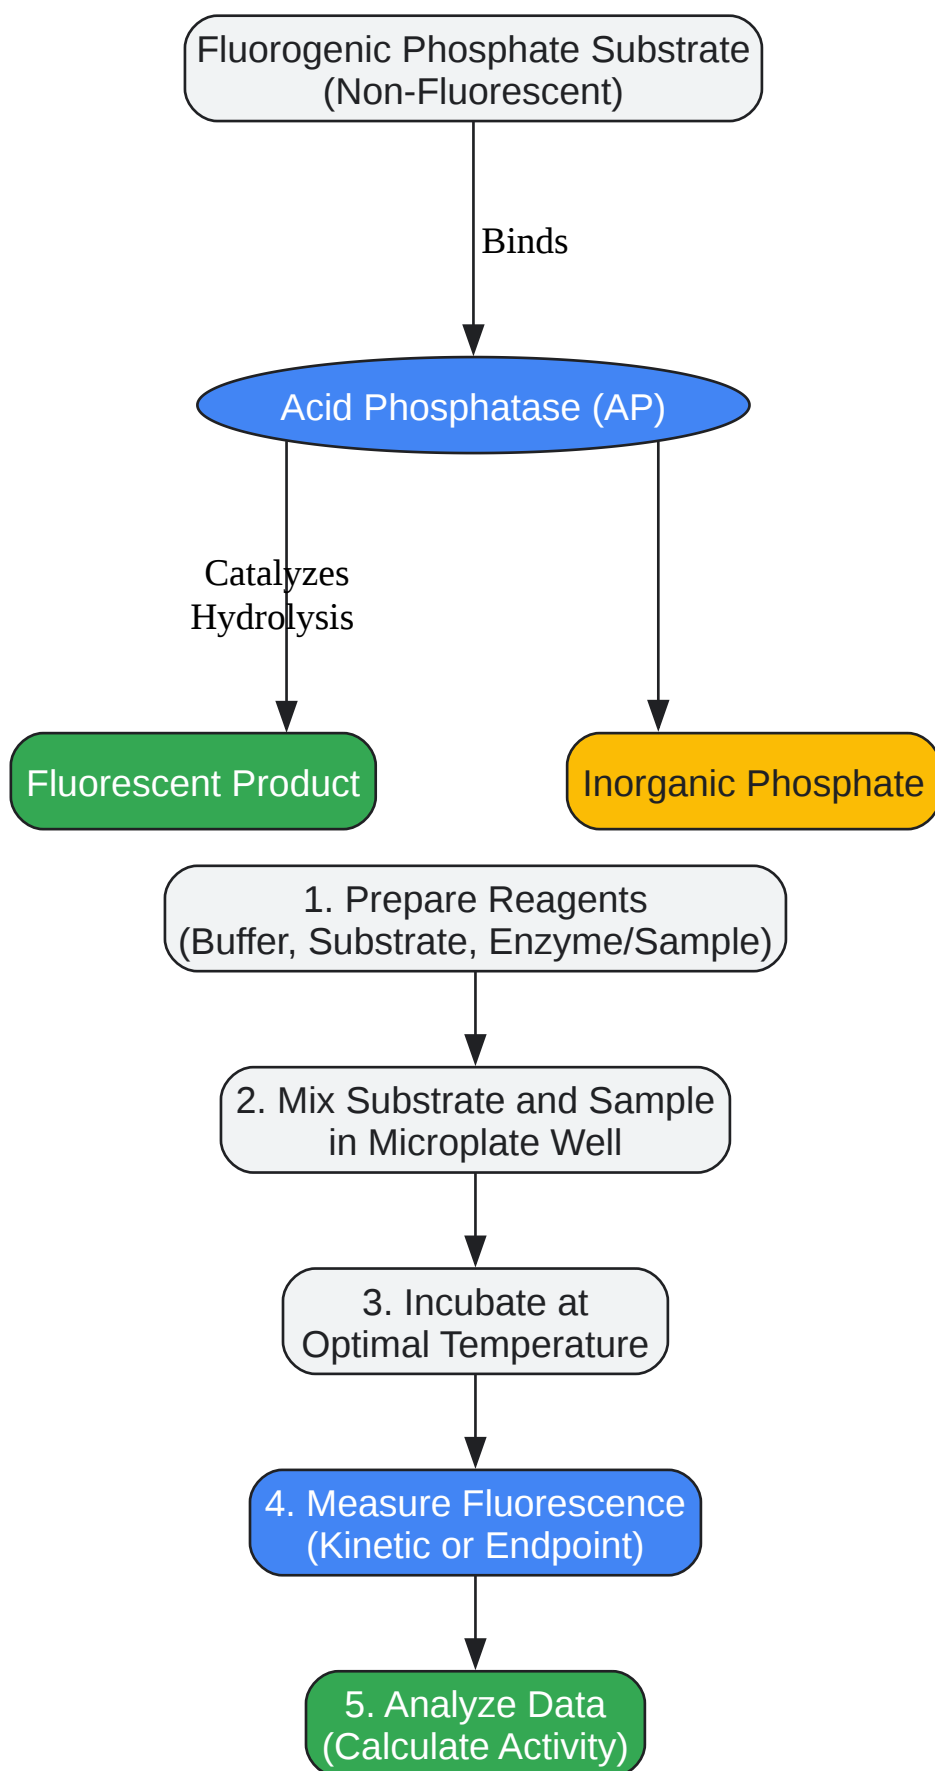 Fluorogenic Phosphate Substrate
(Non-Fluorescent)
Binds
Acid Phosphatase (AP)
Catalyzes
Hydrolysis
Fluorescent Product
Inorganic Phosphate
1. Prepare Reagents
(Buffer, Substrate, Enzyme/Sample)
2. Mix Substrate and Sample
in Microplate Well
3. Incubate at
Optimal Temperature
4. Measure Fluorescence
(Kinetic or Endpoint)
5. Analyze Data
(Calculate Activity)